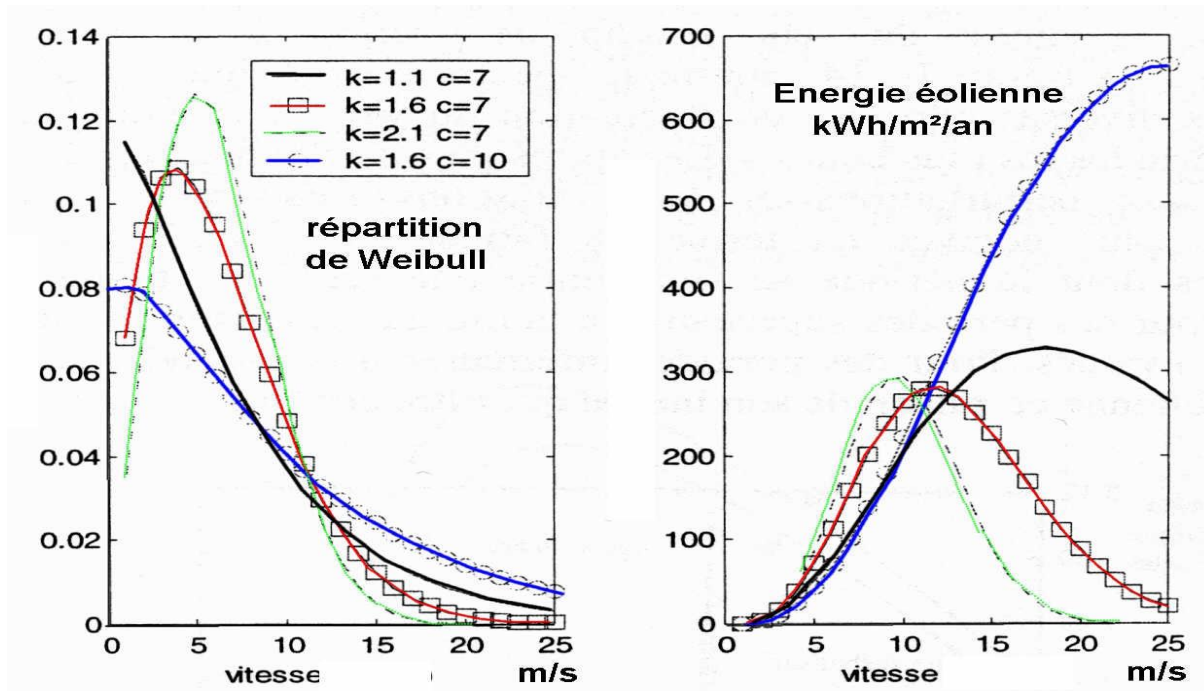 0.14
0.12
0.1
0.08
0.06
0.04
0.02
0
k=1.1 c=7
k=1.6 c=7
k=2.1 c=7
k=1.6 c=10
répartition
de Weibull
0 5 10 15 20 25
vitesse m/s
700
600
500
400
300
200
100
0
Energie éolienne
kWh/m²/an
5 10 15 20 25
vitesse m/s